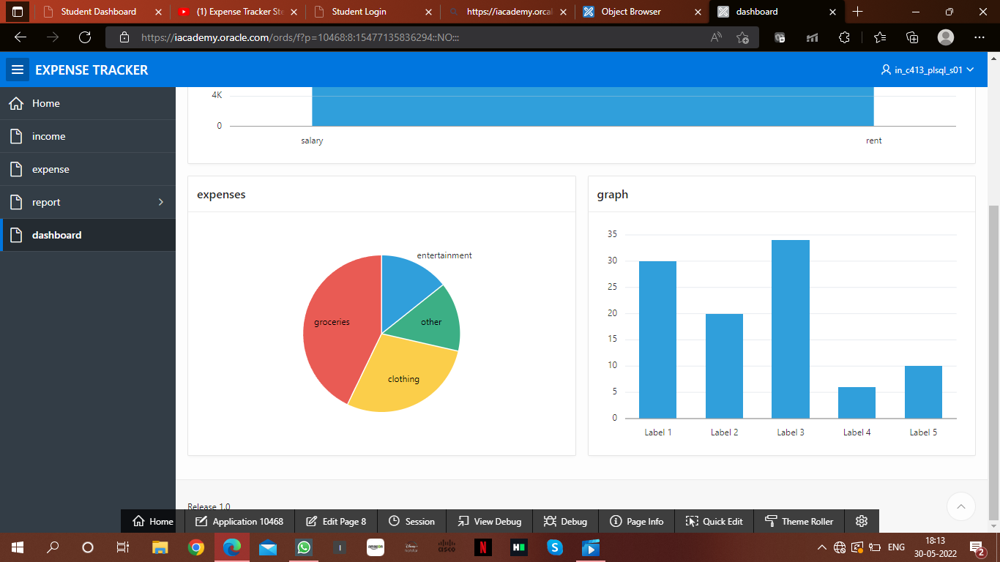 Student Dashboard
(1) Expense Tracker Ste
Student Login
https://iacademy.orcal
Object Browser
dashboard
https://iacademy.oracle.com/ords/f?p=10468:8:15477135836294::NO:::
EXPENSE TRACKER
in_c413_plsql_s01
Home
income
expense
report
dashboard
4K
0
salary
rent
expenses
entertainment
other
clothing
groceries
graph
35
30
25
20
15
10
5
0
Label 1
Label 2
Label 3
Label 4
Label 5
Release 1.0
Home
Application 10468
Edit Page 8
Session
View Debug
Debug
Page Info
Quick Edit
Theme Roller
amazon
ENG
18:13
30-05-2022
2